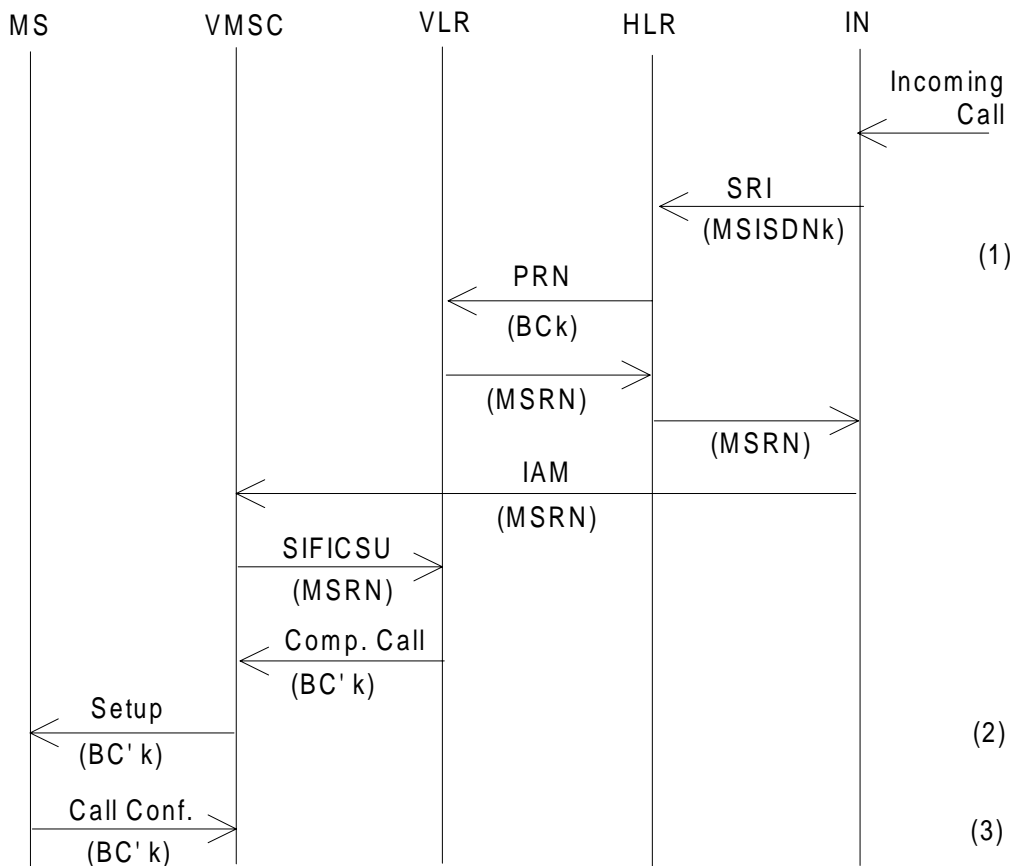 MS VMSC VLR HLR IN
Incoming
Call
SRI
(MSISDNk)
(1)
PRN
(BCk)
(MSRN)
(MSRN)
IAM
(MSRN)
SIFICSU
(MSRN)
Comp. Call
(BC'k)
Setup
(2)
(BC'k)
Call Conf.
(3)
(BC'k)